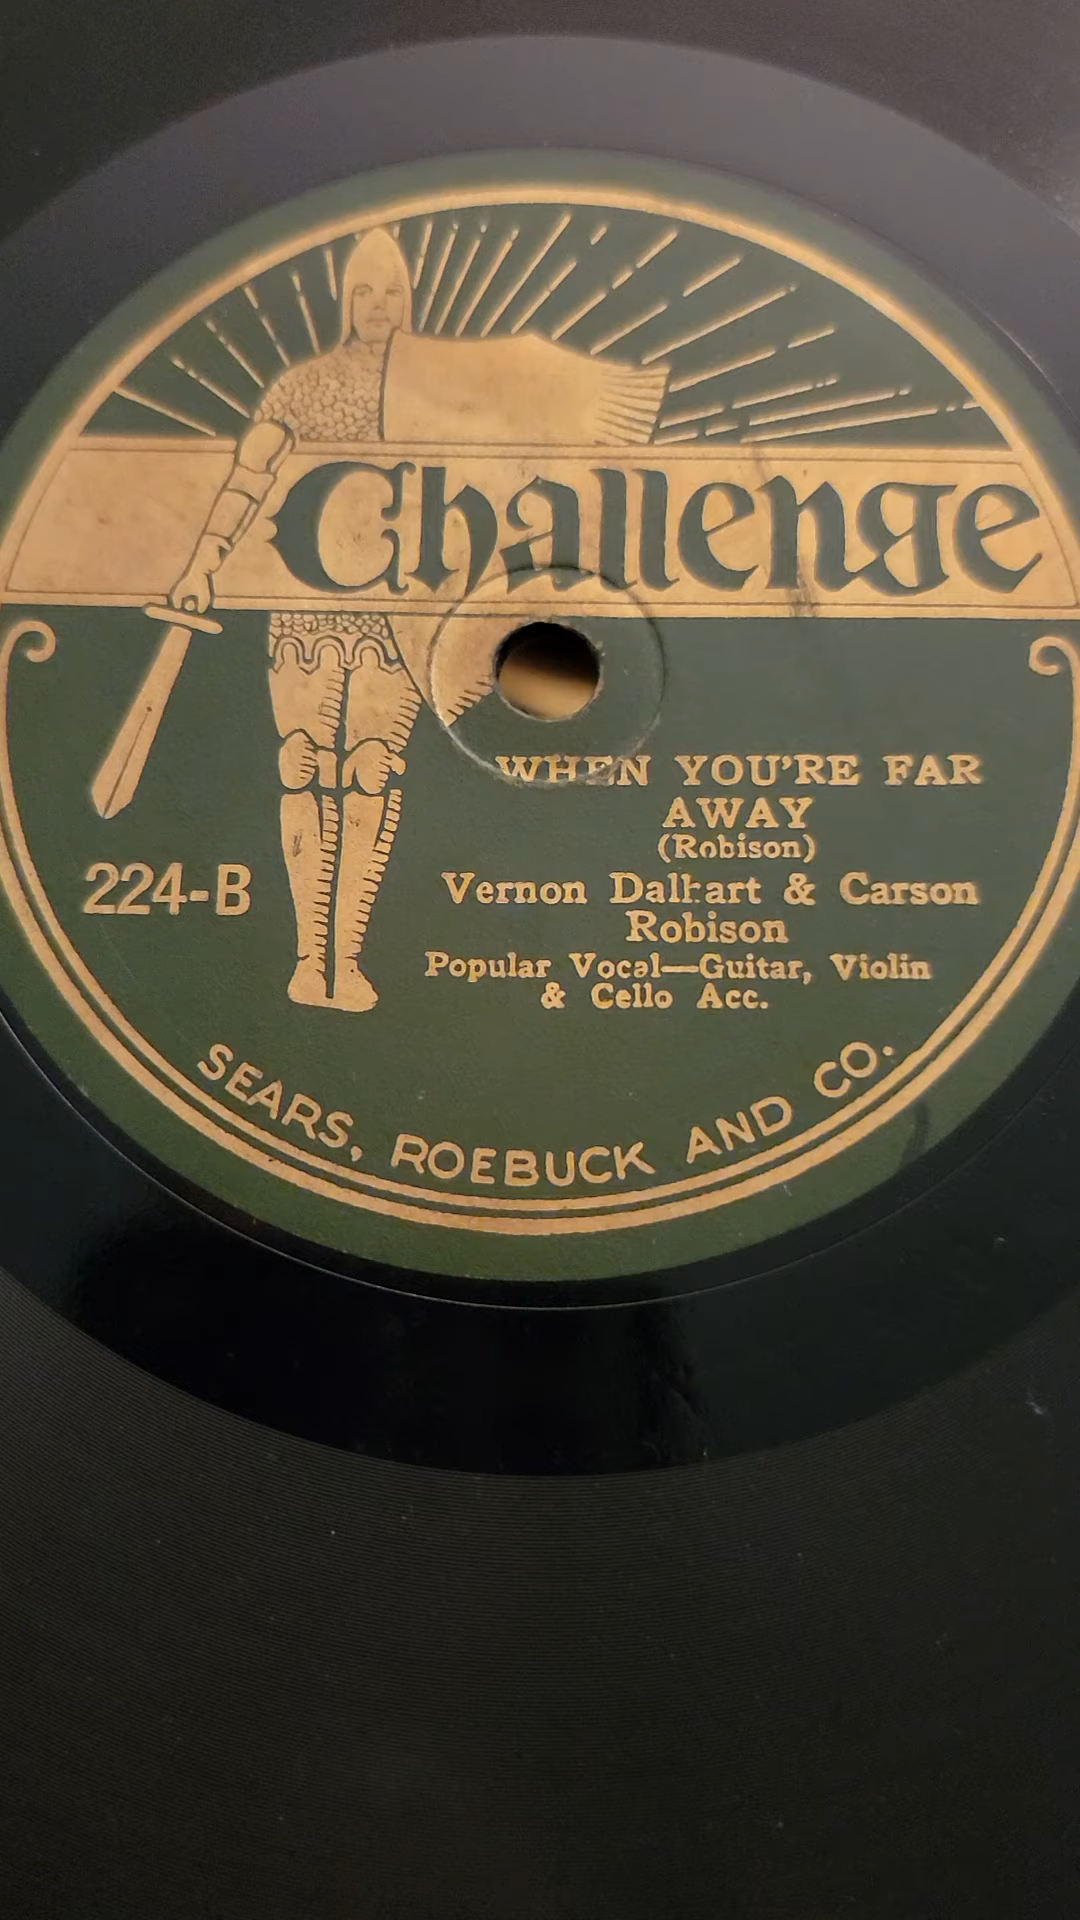 Challenge
WHEN YOU'RE FAR
AWAY
(Robison)
224-B
Vernon Dalhart & Carson
Robison
Popular Vocal—Guitar, Violin
& Cello Acc.
SEARS, ROEBUCK AND CO.